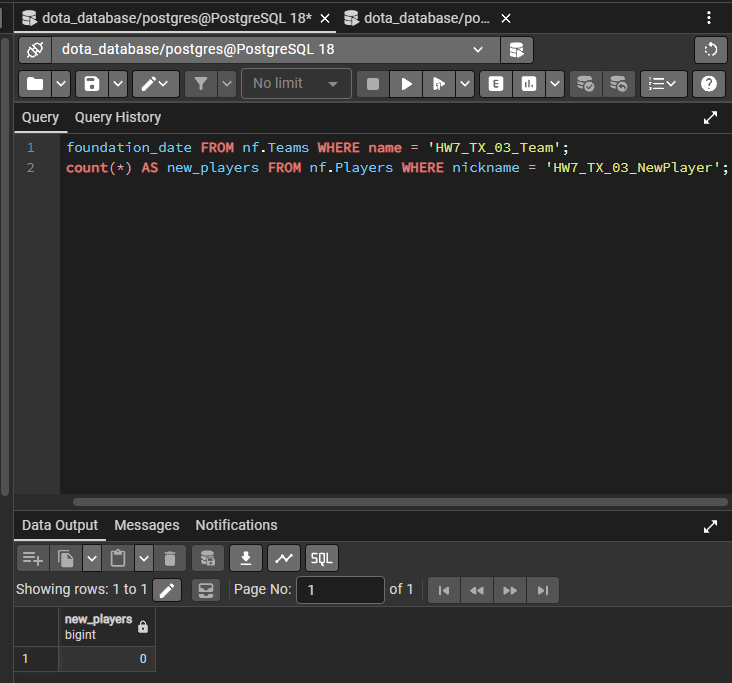 dota_database/postgres@PostgreSQL 18*
dota_database/po...
dota_database/postgres@PostgreSQL 18
No limit
E
SQL
Query
Query History
1 foundation_date FROM nf.Teams WHERE name = 'HW7_TX_03_Team';
2 count(*) AS new_players FROM nf.Players WHERE nickname = 'HW7_TX_03_NewPlayer';
Data Output
Messages
Notifications
Showing rows: 1 to 1
Page No:
1
of 1
new_players
bigint
1 0